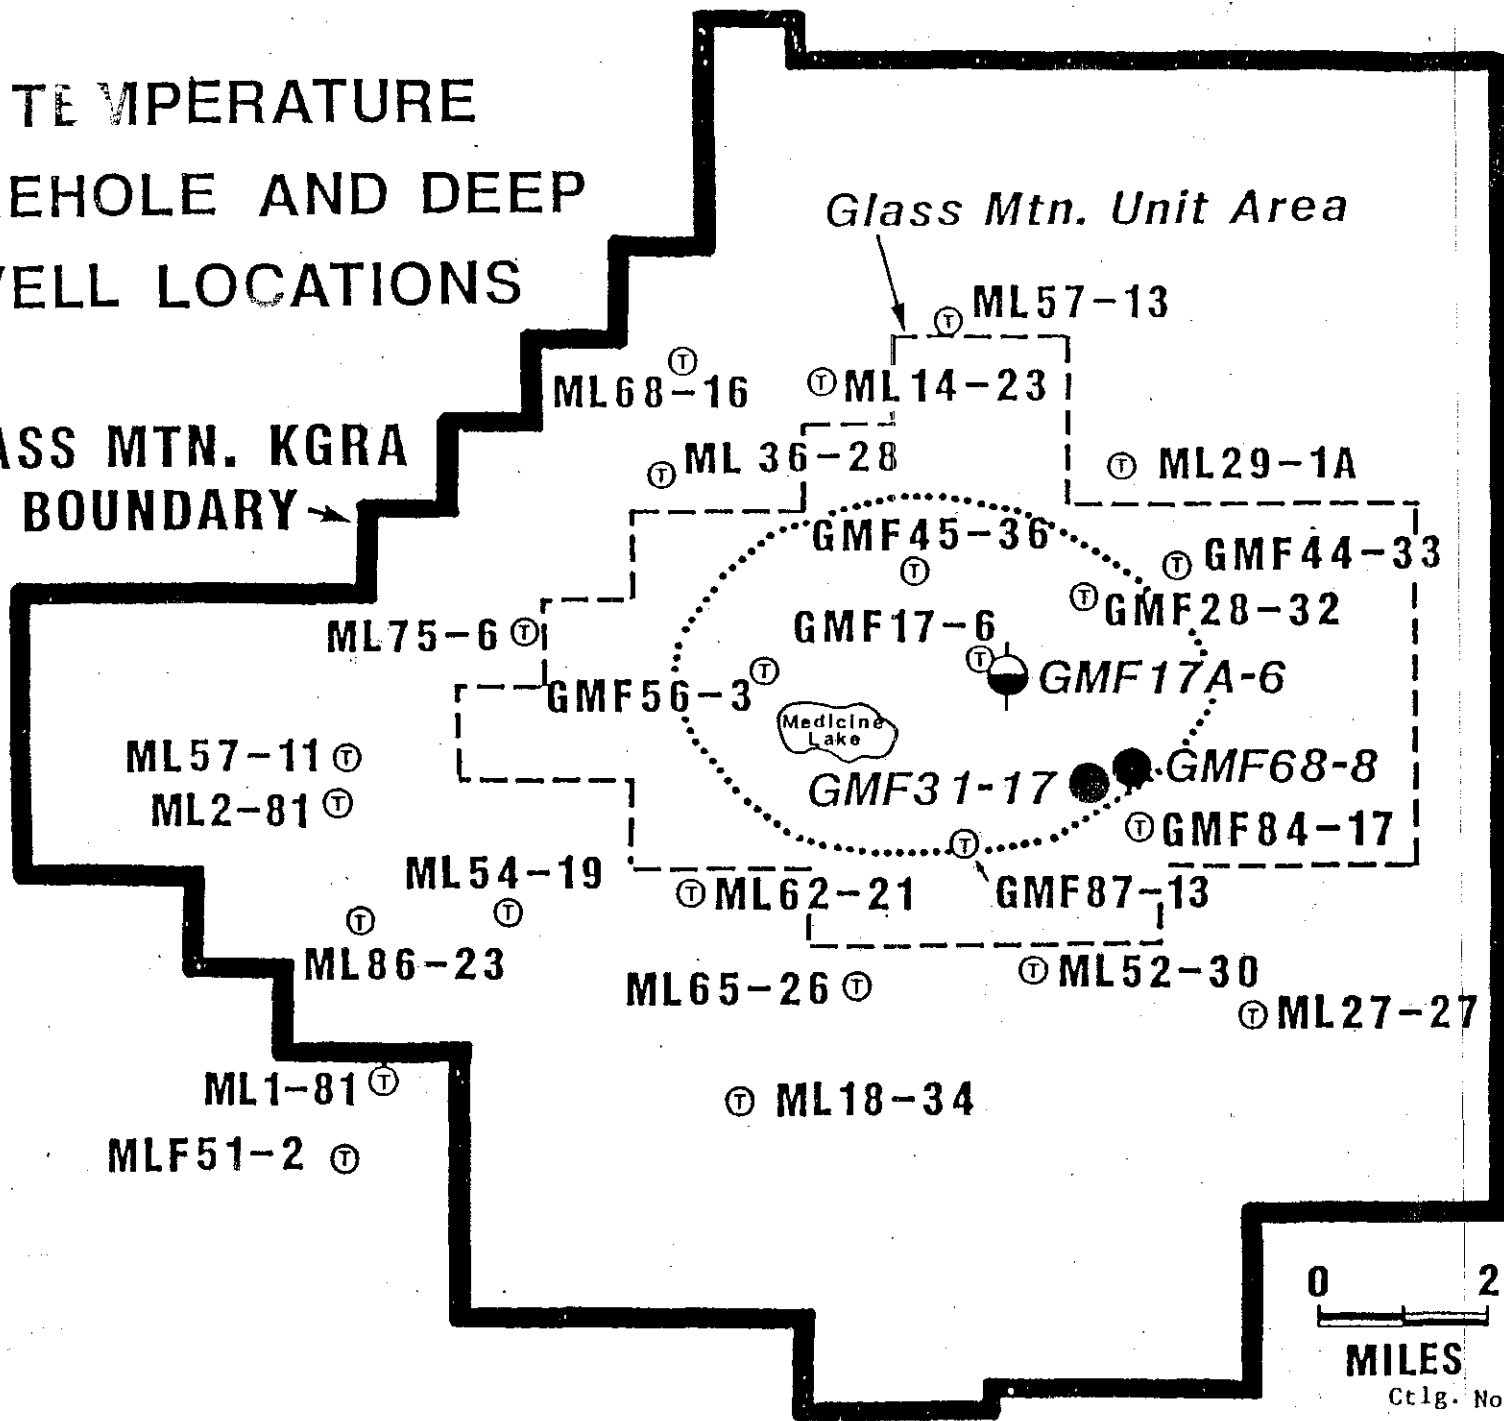 TEMPERATURE
EHOLE AND DEEP
ELL LOCATIONS
Glass Mtn. Unit Area
ML57-13
ML68-16
ML14-23
ASS MTN. KGRA
BOUNDARY
ML 36-28
ML29-1A
GMF45-36
GMF44-33
GMF28-32
ML75-6
GMF17-6
GMF17A-6
GMF56-3
Medicine
Lake
ML57-11
ML2-81
GMF31-17
GMF68-8
GMF84-17
ML54-19
ML62-21
GMF87-13
ML86-23
ML65-26
ML52-30
ML27-27
ML1-81
ML18-34
MLF51-2
0 2
MILES
Ctlg. No